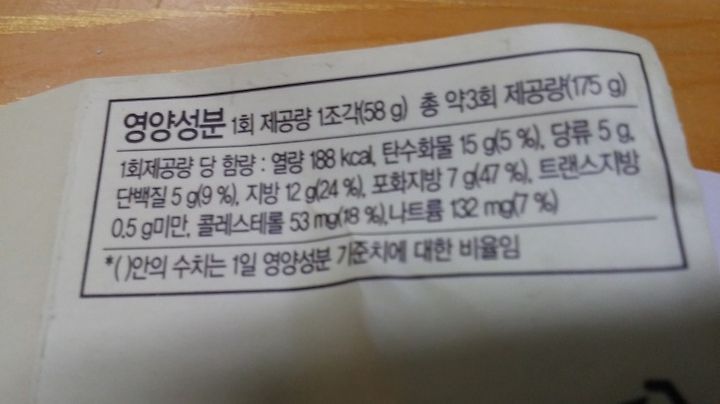 영양성분 1회 제공량 1조각(58 g) 총 약3회 제공량(175 g)
1회제공량 당 함량 : 열량 188 kcal, 탄수화물 15 g(5 %), 당류 5 g,
단백질 5 g(9 %), 지방 12 g(24 %), 포화지방 7 g(47 %), 트랜스지방
0.5 g미만, 콜레스테롤 53 mg(18 %), 나트륨 132 mg(7 %)
*( )안의 수치는 1일 영양성분 기준치에 대한 비율임